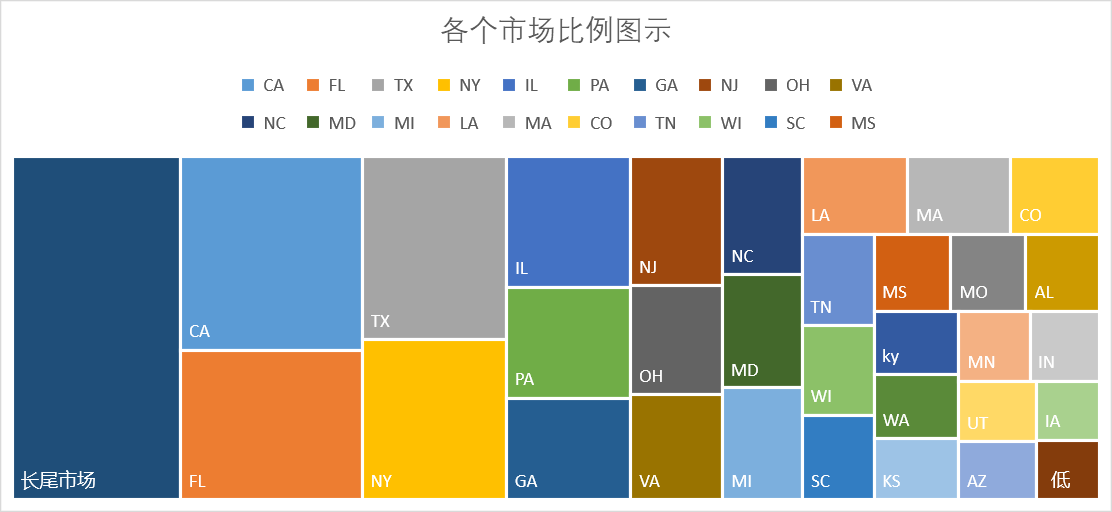 各个市场比例图示
CA FL TX NY IL PA GA NJ OH VA
NC MD MI LA MA CO TN WI SC MS
长尾市场
CA
FL
TX
NY
IL
PA
GA
NJ
OH
VA
NC
MD
MI
LA
MA
CO
TN
WI
SC
MS
MO
AL
ky
WA
KS
MN
IN
UT
IA
AZ
低